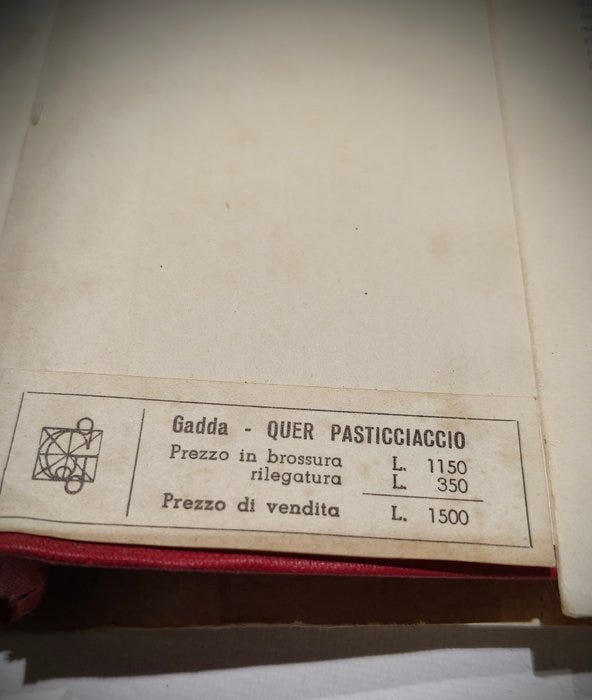 Gadda - QUER PASTICCIACCIO
Prezzo in brossura L. 1150
rilegatura L. 350
Prezzo di vendita L. 1500